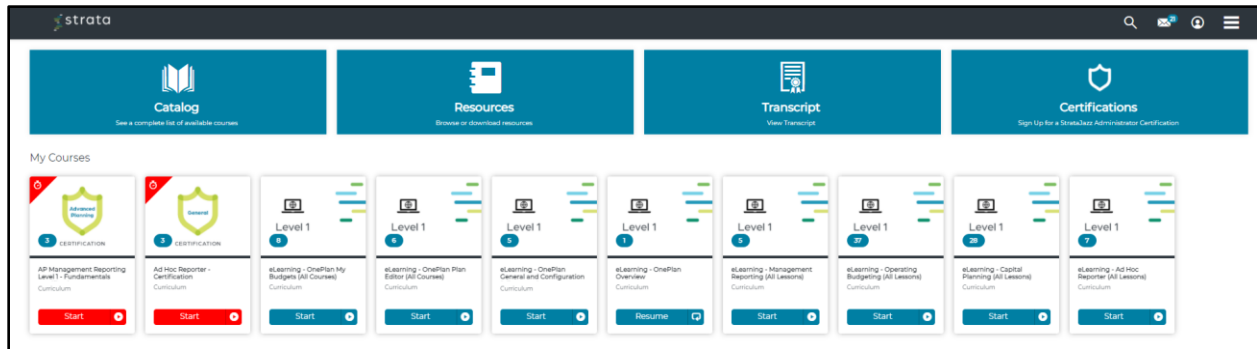 strata
21
Catalog
See a complete list of available courses
Resources
Browse or download resources
Transcript
View Transcript
Certifications
Sign Up for a StrataJazz Administrator Certification
My Courses
Advanced
Planning
3 CERTIFICATION
AP Management Reporting
Level 1 - Fundamentals
Curriculum
Start
General
3 CERTIFICATION
Ad Hoc Reporter -
Certification
Curriculum
Start
Level 1
8
eLearning - OnePlan My
Budgets (All Courses)
Curriculum
Start
Level 1
6
eLearning - OnePlan Plan
Editor (All Courses)
Curriculum
Start
Level 1
5
eLearning - OnePlan
General and Configuration
Curriculum
Start
Level 1
1
eLearning - OnePlan
Overview
Curriculum
Resume
Level 1
5
eLearning - Management
Reporting (All Lessons)
Curriculum
Start
Level 1
37
eLearning - Operating
Budgeting (All Lessons)
Curriculum
Start
Level 1
28
eLearning - Capital
Planning (All Lessons)
Curriculum
Start
Level 1
7
eLearning - Ad Hoc
Reporter (All Lessons)
Curriculum
Start